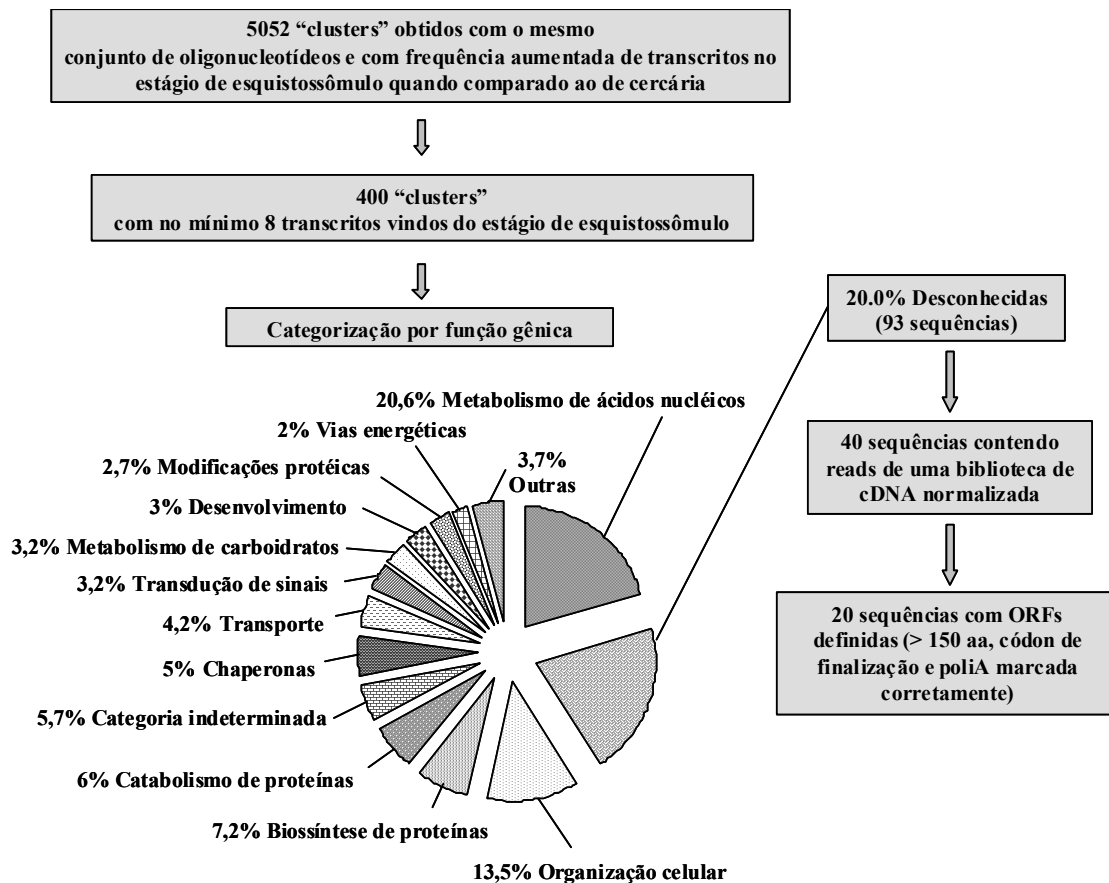 5052 “clusters” obtidos com o mesmo
conjunto de oligonucleotídeos e com frequência aumentada de transcritos no
estágio de esquistossômulo quando comparado ao de cercária
400 “clusters”
com no mínimo 8 transcritos vindos do estágio de esquistossômulo
Categorização por função gênica
20,6% Metabolismo de ácidos nucléicos
2% Vias energéticas
3,7%
Outras
2,7% Modificações protéicas
3% Desenvolvimento
3,2% Metabolismo de carboidratos
3,2% Transdução de sinais
4,2% Transporte
5% Chaperonas
5,7% Categoria indeterminada
6% Catabolismo de proteínas
7,2% Biossíntese de proteínas
13,5% Organização celular
20.0% Desconhecidas
(93 sequências)
40 sequências contendo
reads de uma biblioteca de
cDNA normalizada
20 sequências com ORFs
definidas (> 150 aa, códon de
finalização e poliA marcada
corretamente)